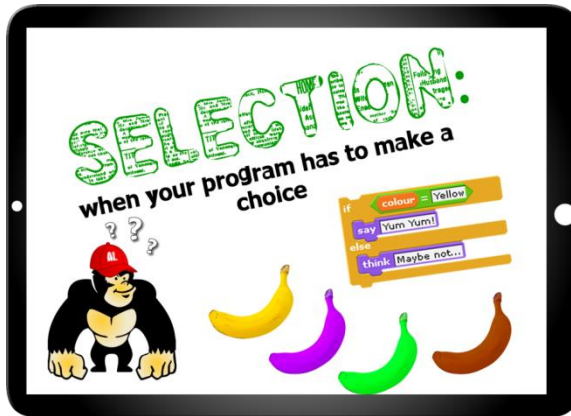 SELECTION:
when your program has to make a
choice
? ? ?
AL
if colour = Yellow
say Yum Yum!
else
think Maybe not...